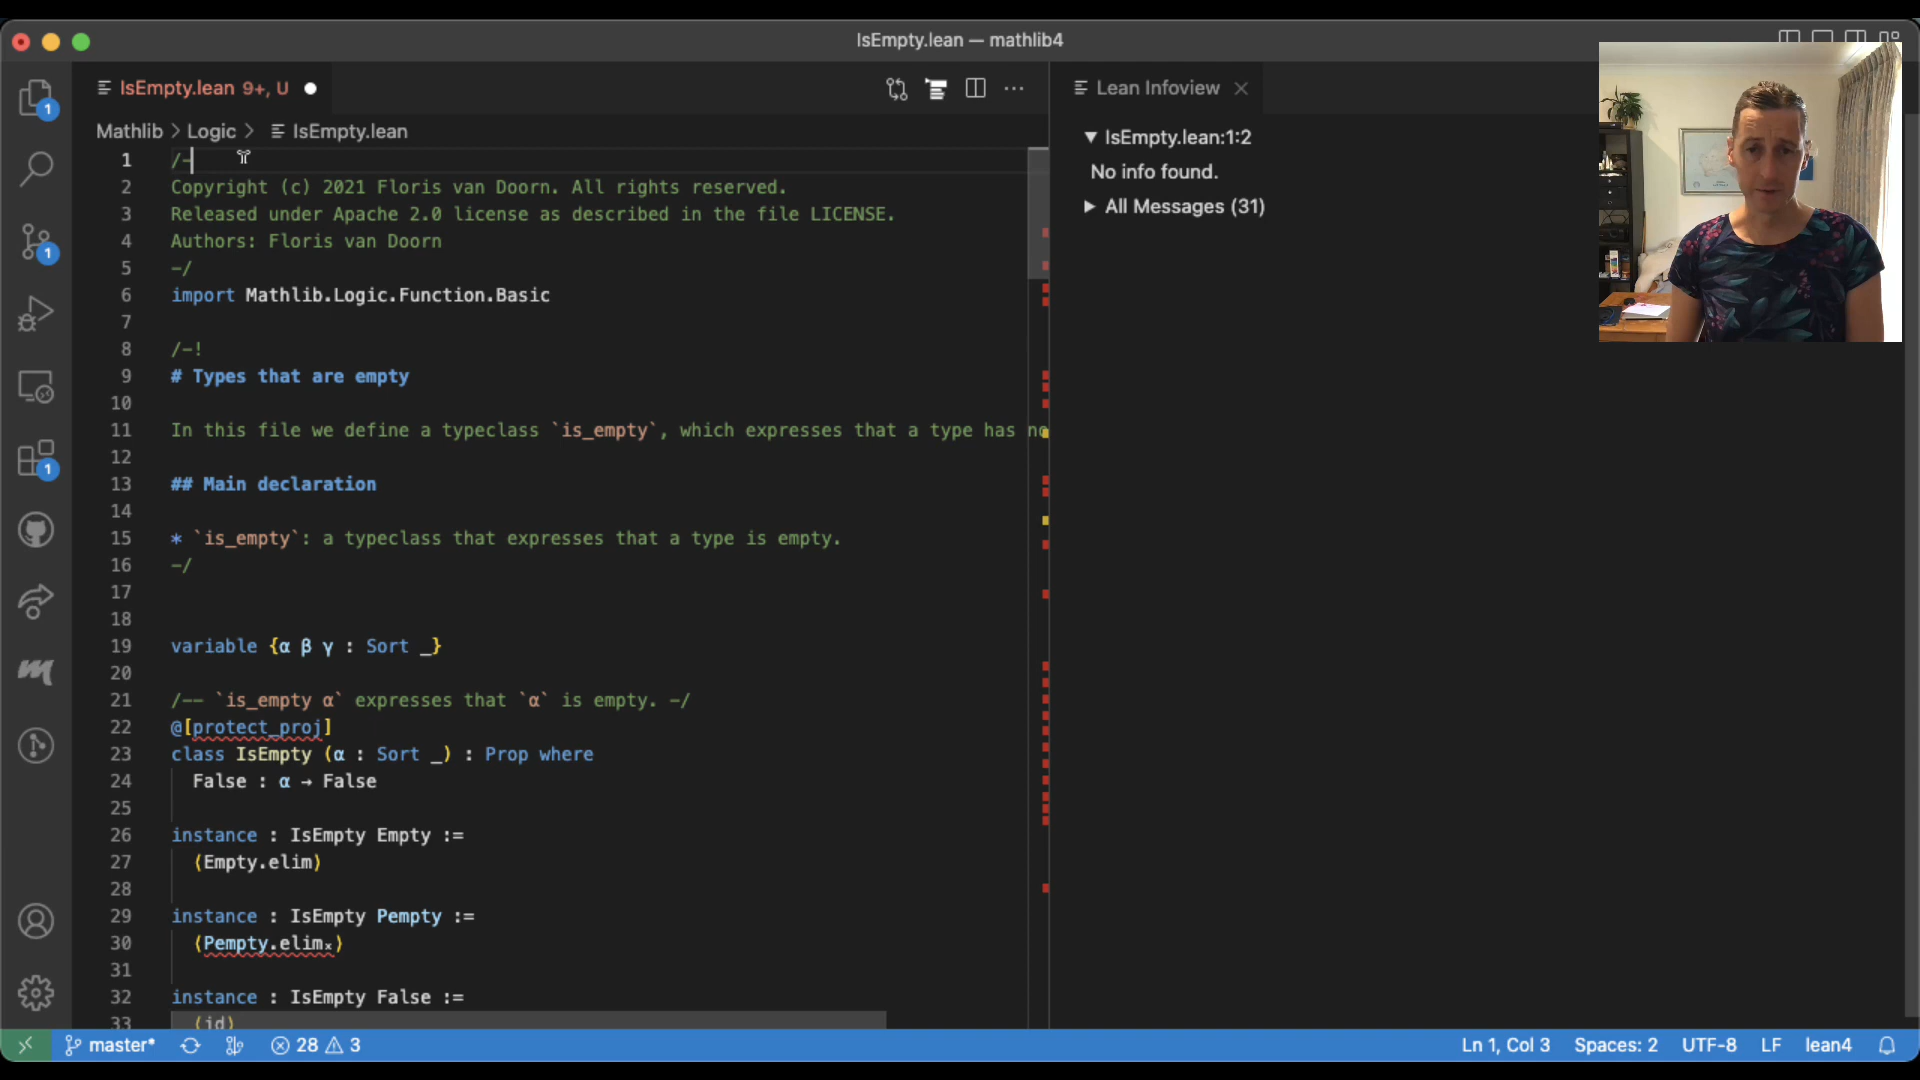 IsEmpty.lean — mathlib4
IsEmpty.lean 9+, U
Lean Infoview
Mathlib > Logic > IsEmpty.lean
1 /-
2 Copyright (c) 2021 Floris van Doorn. All rights reserved.
3 Released under Apache 2.0 license as described in the file LICENSE.
4 Authors: Floris van Doorn
5 -/
6 import Mathlib.Logic.Function.Basic
7
8 /-!
9 # Types that are empty
10
11 In this file we define a typeclass `is_empty`, which expresses that a type has no
12
13 ## Main declaration
14
15 * `is_empty`: a typeclass that expresses that a type is empty.
16 -/
17
18
19 variable {α β γ : Sort _}
20
21 /-- `is_empty α` expresses that `α` is empty. -/
22 @[protect_proj]
23 class IsEmpty (α : Sort _) : Prop where
24 False : α → False
25
26 instance : IsEmpty Empty :=
27 ⟨Empty.elim⟩
28
29 instance : IsEmpty Pempty :=
30 ⟨Pempty.elimₓ⟩
31
32 instance : IsEmpty False :=
33 ⟨id⟩
IsEmpty.lean:1:2
No info found.
All Messages (31)
1
1
1
master* 28 3
Ln 1, Col 3 Spaces: 2 UTF-8 LF lean4